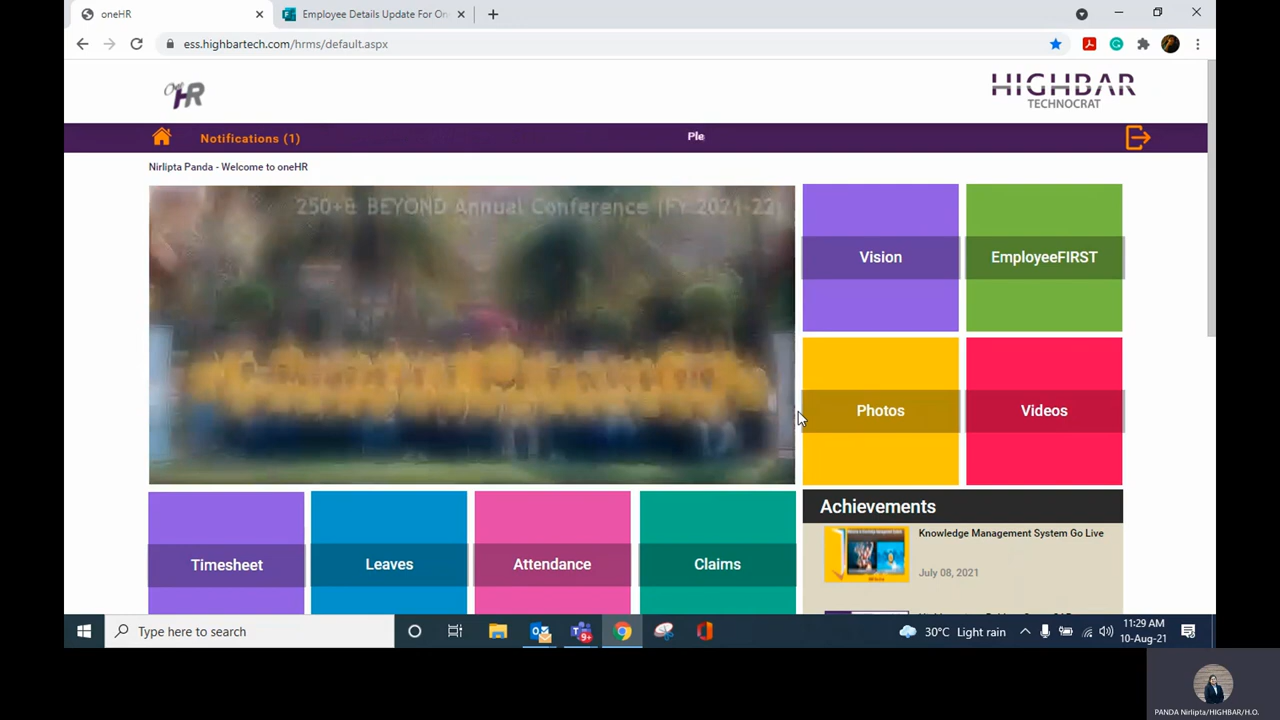 oneHR
Employee Details Update For On
ess.highbartech.com/hrms/default.aspx
oneHR
HIGHBAR
TECHNOCRAT
Notifications (1)
Ple
Nirlipta Panda - Welcome to oneHR
250+& BEYOND Annual Conference (FY 2021-22)
Vision
EmployeeFIRST
Photos
Videos
Timesheet
Leaves
Attendance
Claims
Achievements
Knowledge Management System Go Live
July 08, 2021
Type here to search
9+
30°C Light rain
11:29 AM
10-Aug-21
PANDA Nirlipta/HIGHBAR/H.O.